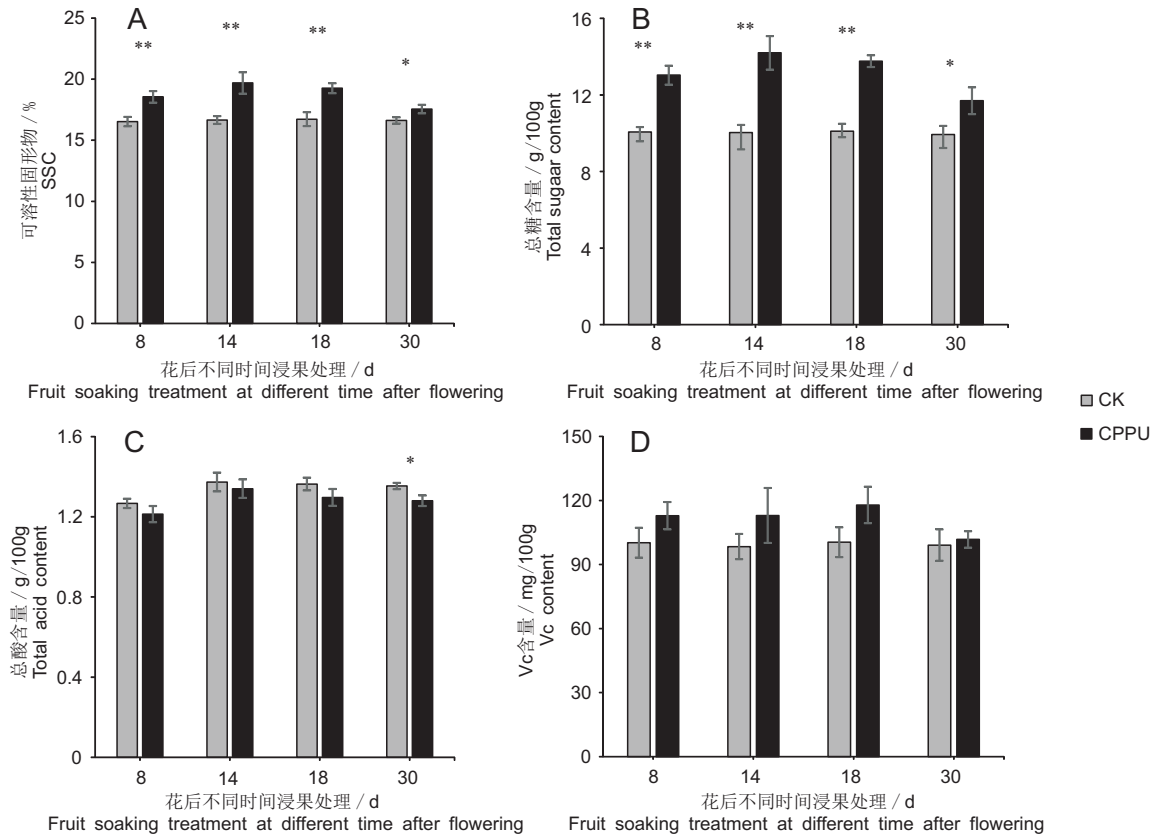 A
25
20
15
10
5
0
**
**
**
*
8
14
18
30
可溶性固形物 / %
SSC
花后不同时间浸果处理 / d
Fruit soaking treatment at different time after flowering
B
16
12
8
4
0
**
**
**
*
8
14
18
30
总糖含量 / g/100g
Total sugaar content
花后不同时间浸果处理 / d
Fruit soaking treatment at different time after flowering
CK
CPPU
C
1.6
1.2
0.8
0.4
0
*
8
14
18
30
总酸含量 / g/100g
Total acid content
花后不同时间浸果处理 / d
Fruit soaking treatment at different time after flowering
D
150
120
90
60
30
0
8
14
18
30
Vc含量 / mg/100g
Vc content
花后不同时间浸果处理 / d
Fruit soaking treatment at different time after flowering